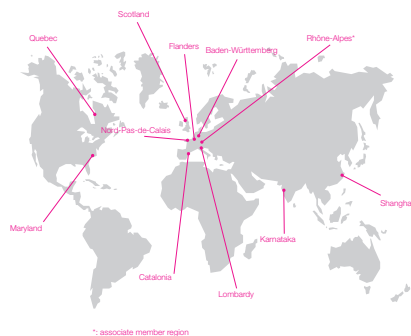 Scotland
Quebec
Flanders
Baden-Württemberg
Rhône-Alpes*
Nord-Pas-de-Calais
Shangha
Maryland
Karnataka
Catalonia
Lombardy
*: associate member region